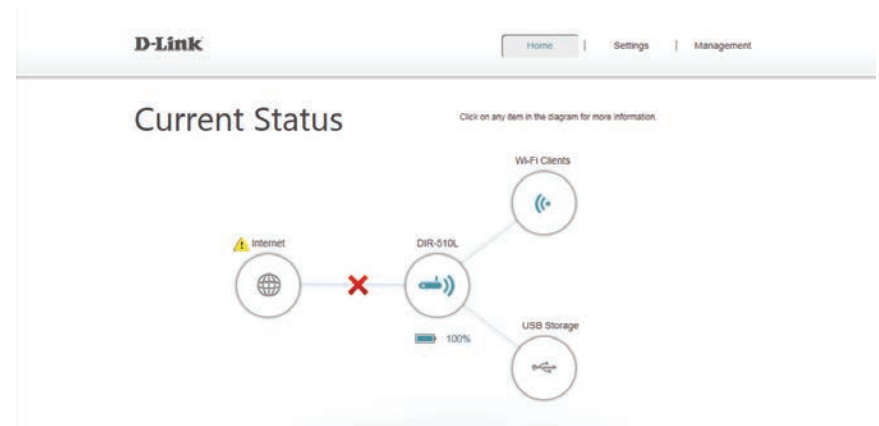 D-Link
Home | Settings | Management
Current Status
Click on any item in the diagram for more information.
Wi-Fi Clients
Internet
DIR-510L
100%
USB Storage